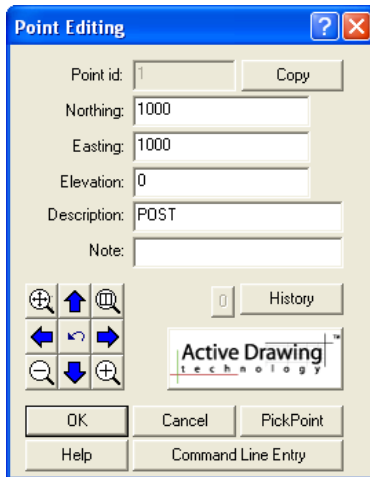 Point Editing
Point id: 1 Copy
Northing: 1000
Easting: 1000
Elevation: 0
Description: POST
Note:
0 History
Active Drawing™
technology
OK Cancel PickPoint
Help Command Line Entry